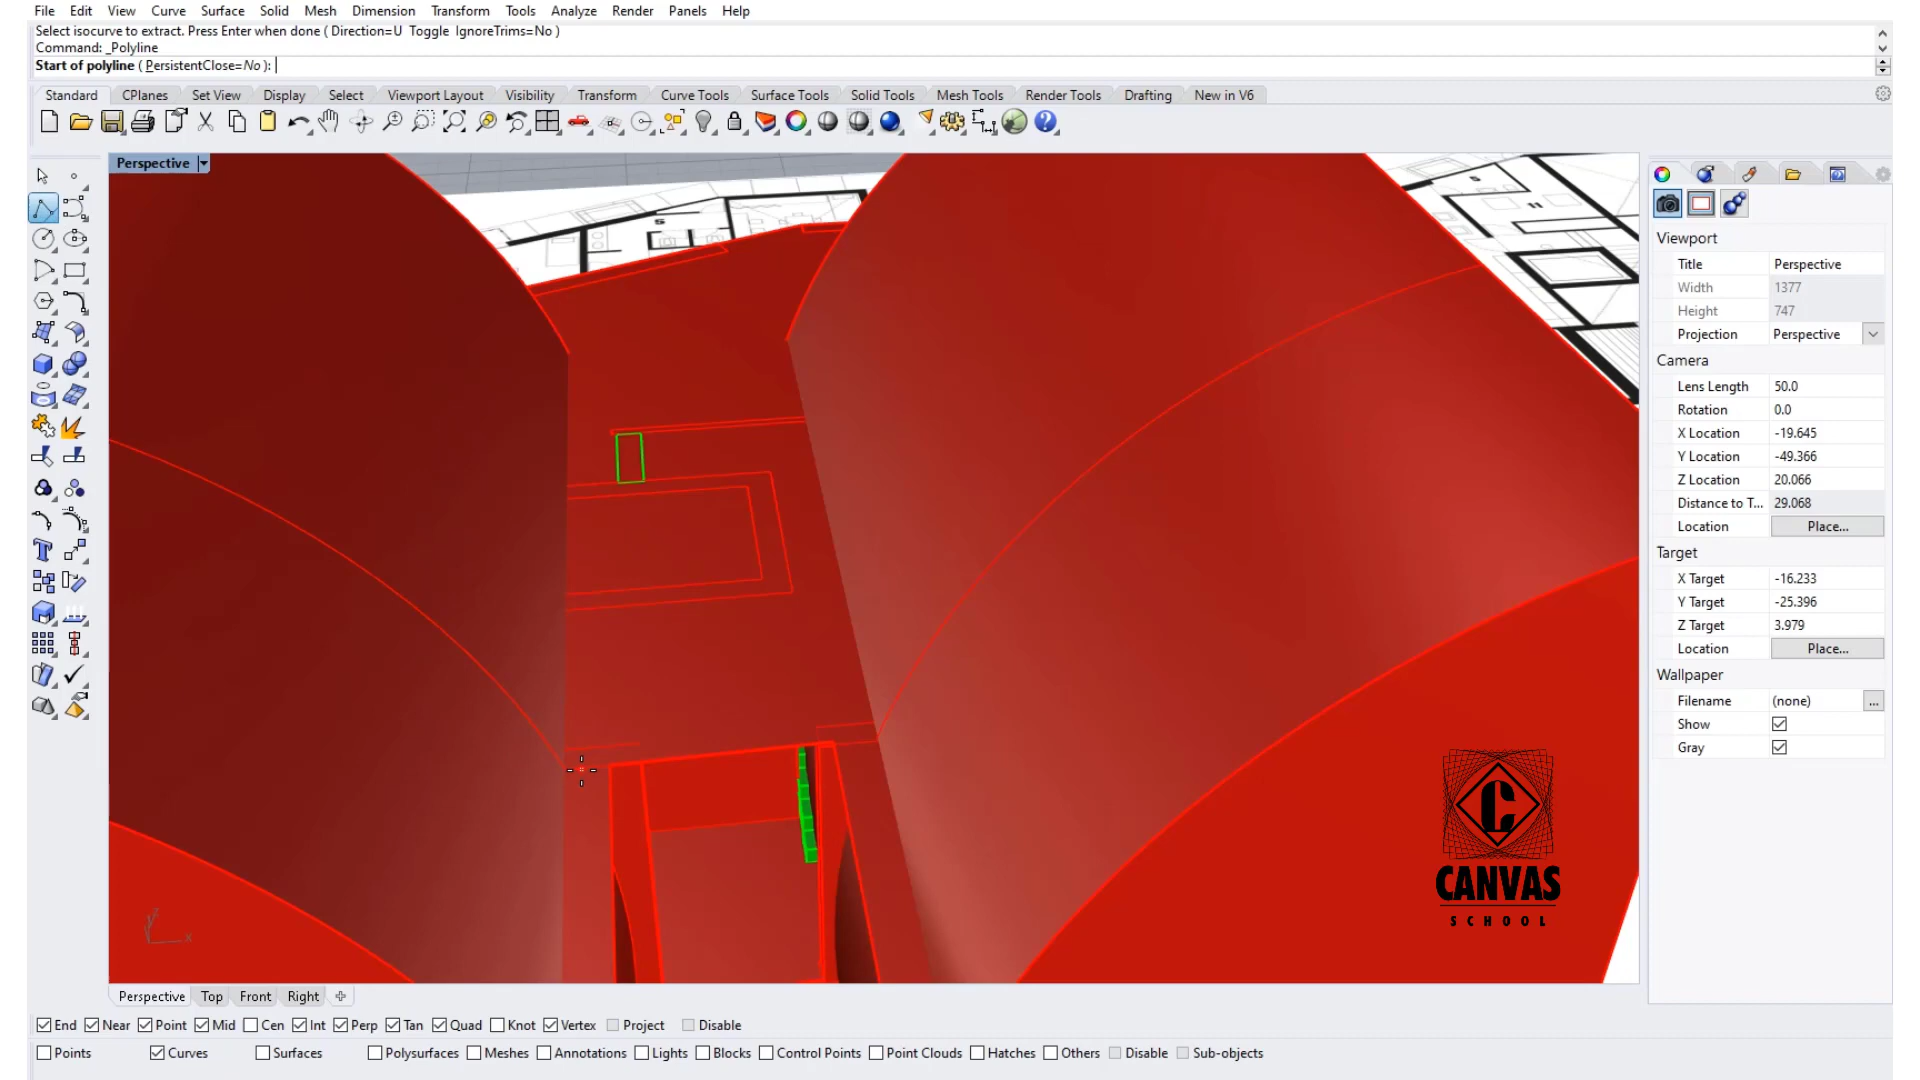 File Edit View Curve Surface Solid Mesh Dimension Transform Tools Analyze Render Panels Help
Select isocurve to extract. Press Enter when done ( Direction=U Toggle IgnoreTrims=No )
Command: _Polyline
Start of polyline ( PersistentClose=No ):
Standard CPlanes Set View Display Select Viewport Layout Visibility Transform Curve Tools Surface Tools Solid Tools Mesh Tools Render Tools Drafting New in V6
Perspective
Viewport
Title Perspective
Width 1377
Height 747
Projection Perspective
Camera
Lens Length 50.0
Rotation 0.0
X Location -19.645
Y Location -49.366
Z Location 20.066
Distance to T... 29.068
Location Place...
Target
X Target -16.233
Y Target -25.396
Z Target 3.979
Location Place...
Wallpaper
Filename (none) ...
Show
Gray
5
11
CANVAS
SCHOOL
z
x
Perspective Top Front Right
End Near Point Mid Cen Int Perp Tan Quad Knot Vertex Project Disable
Points Curves Surfaces Polysurfaces Meshes Annotations Lights Blocks Control Points Point Clouds Hatches Others Disable Sub-objects